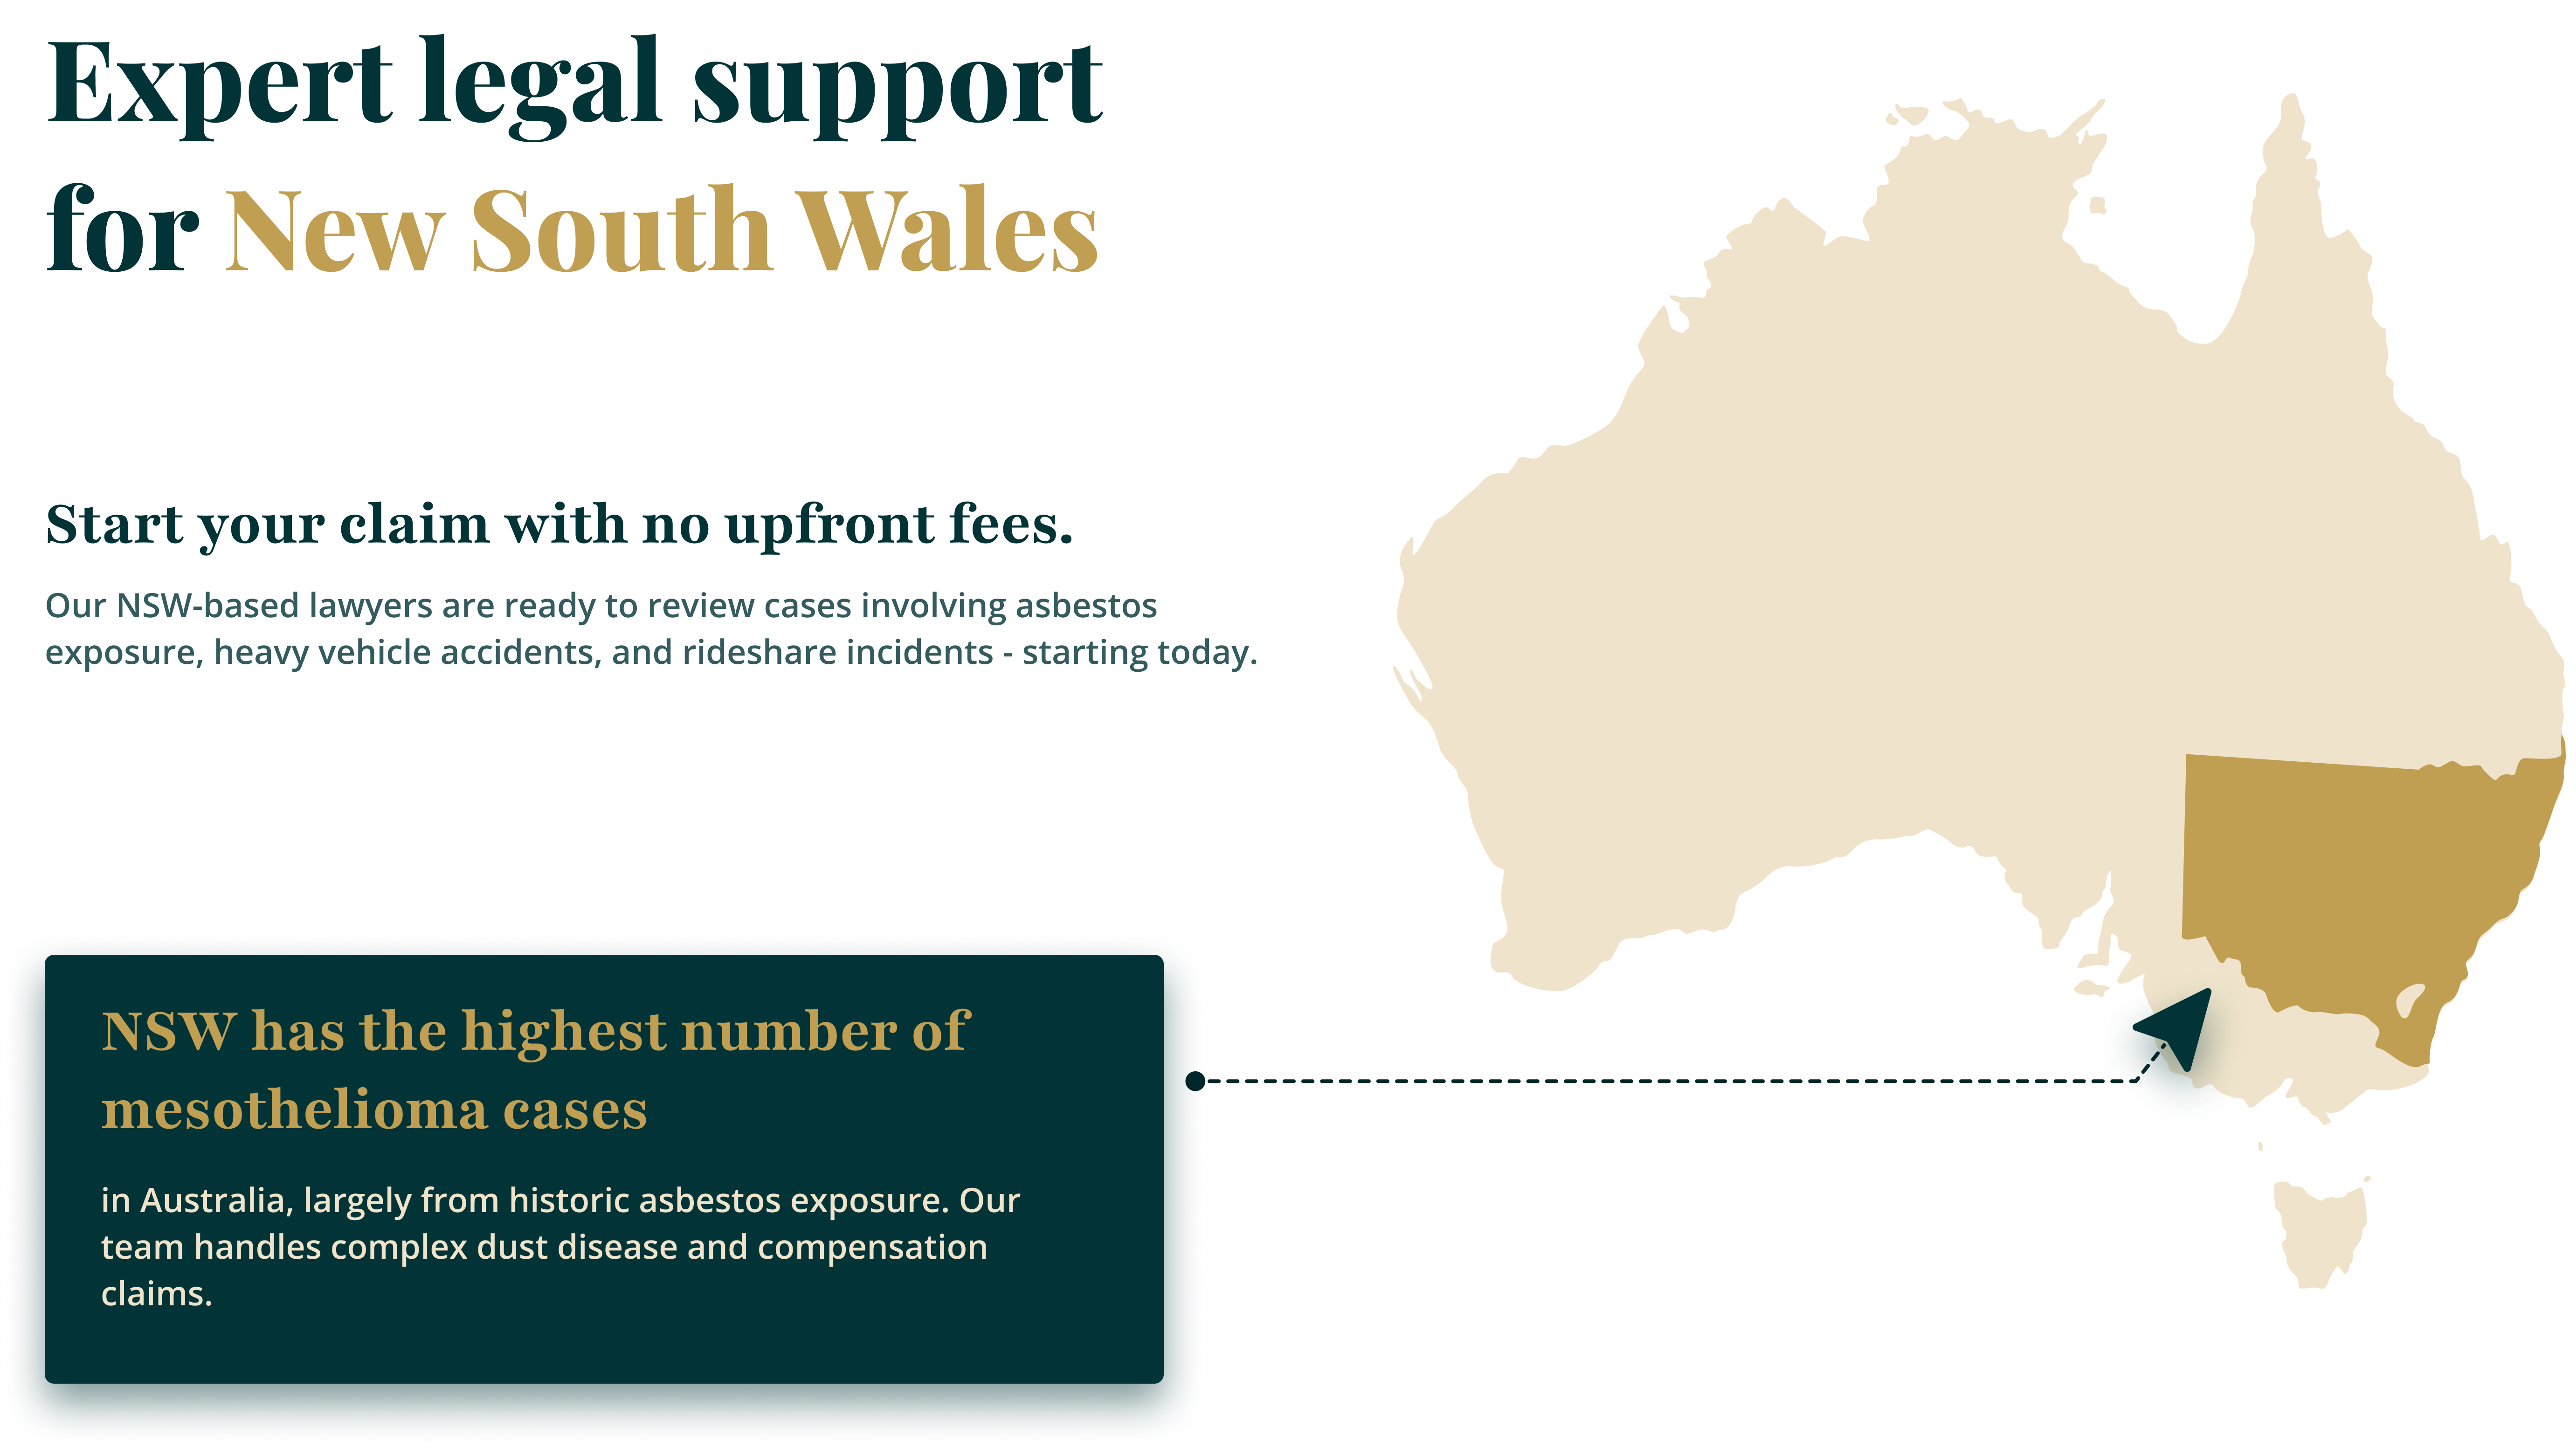 Expert legal support
for New South Wales
Start your claim with no upfront fees.
Our NSW-based lawyers are ready to review cases involving asbestos
exposure, heavy vehicle accidents, and rideshare incidents - starting today.
NSW has the highest number of
mesothelioma cases
in Australia, largely from historic asbestos exposure. Our
team handles complex dust disease and compensation
claims.